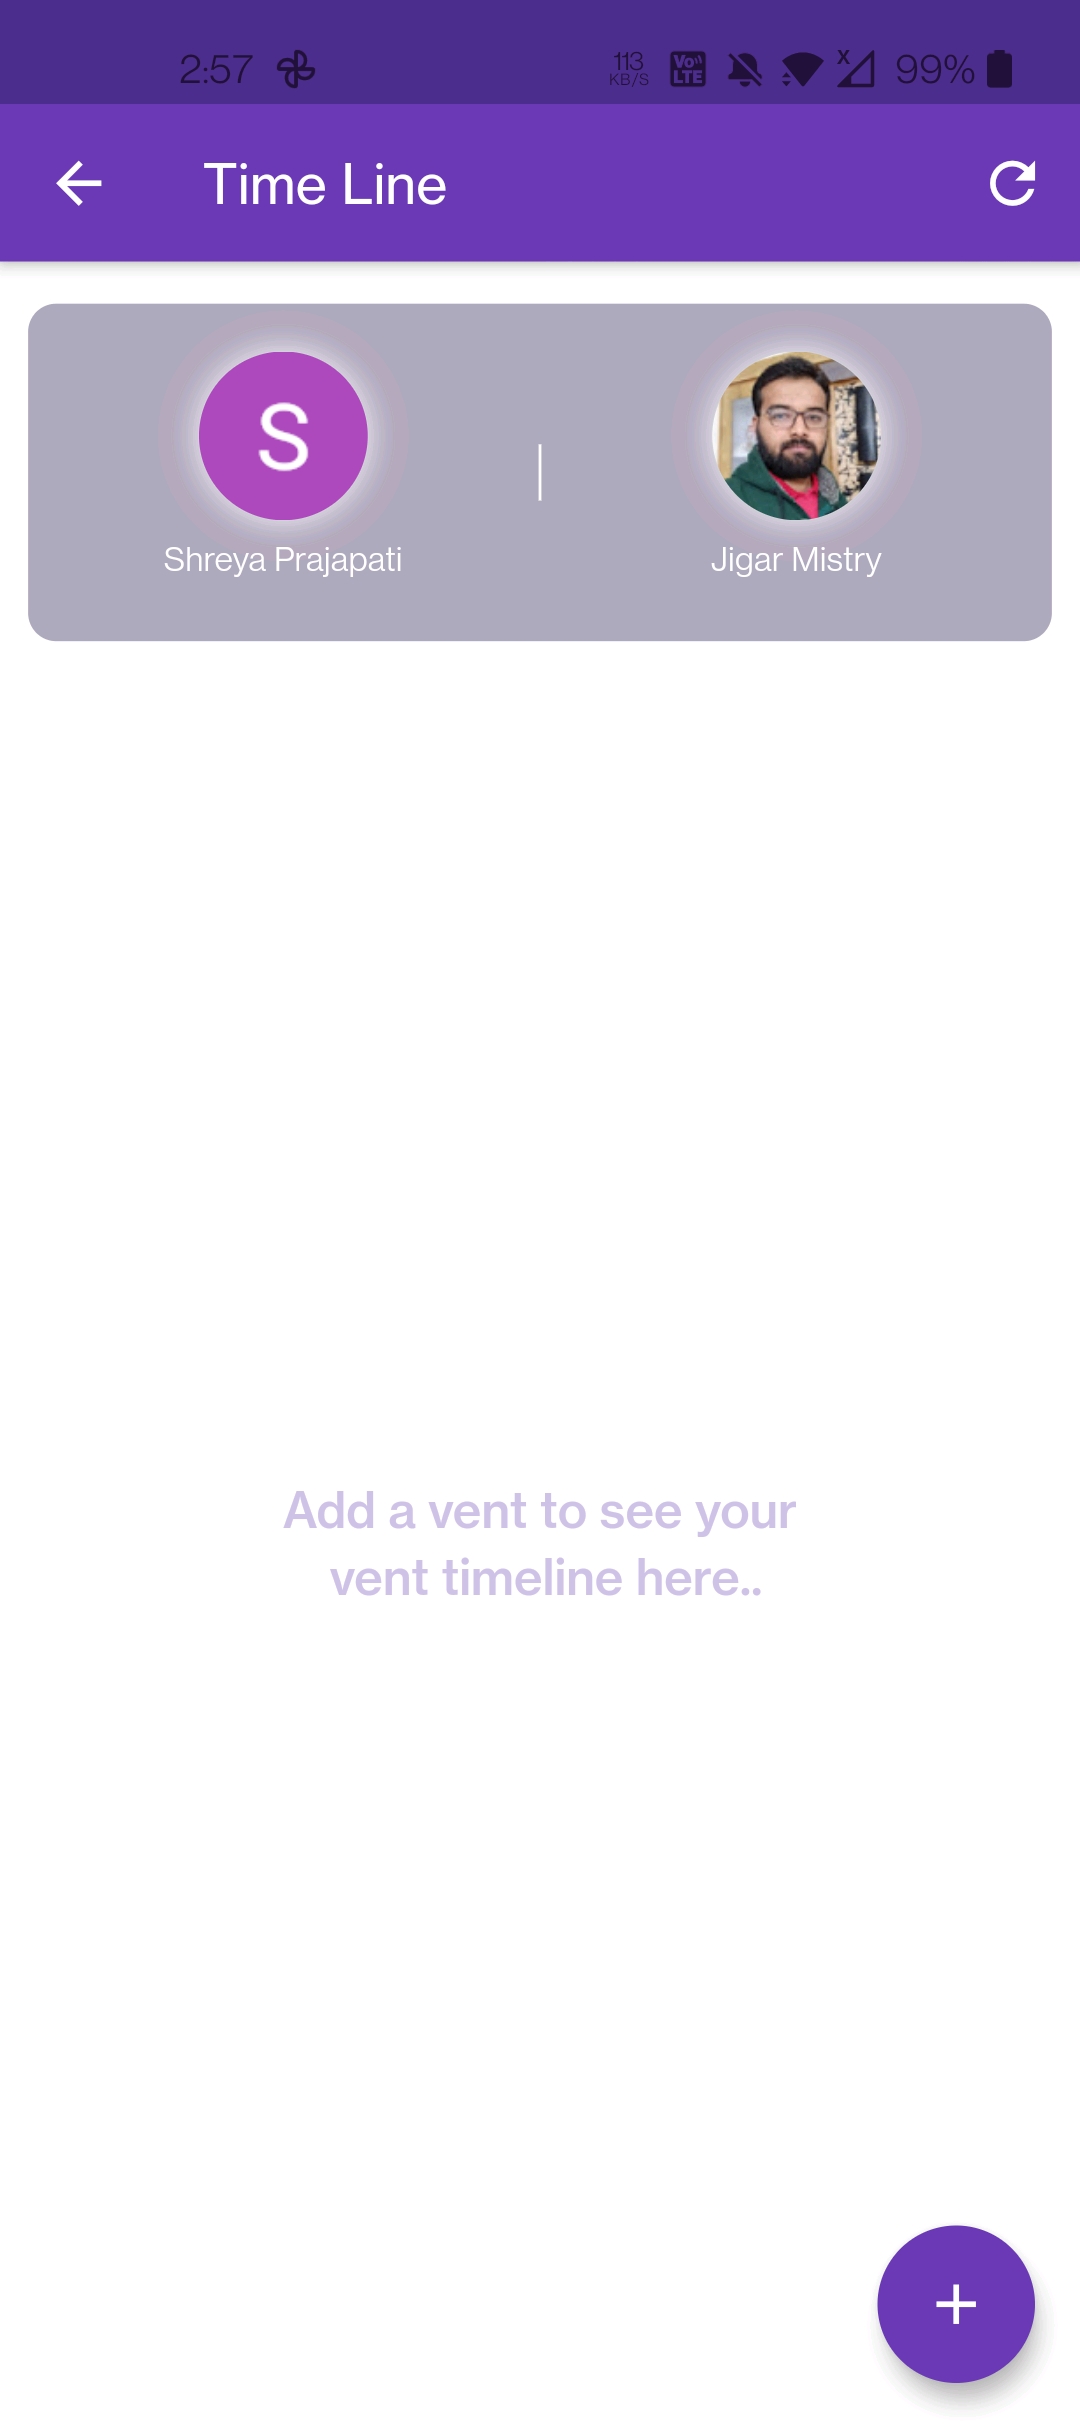 2:57
113
KB/S
Vo
LTE
X
99%
Time Line
S
Shreya Prajapati
Jigar Mistry
Add a vent to see your
vent timeline here..